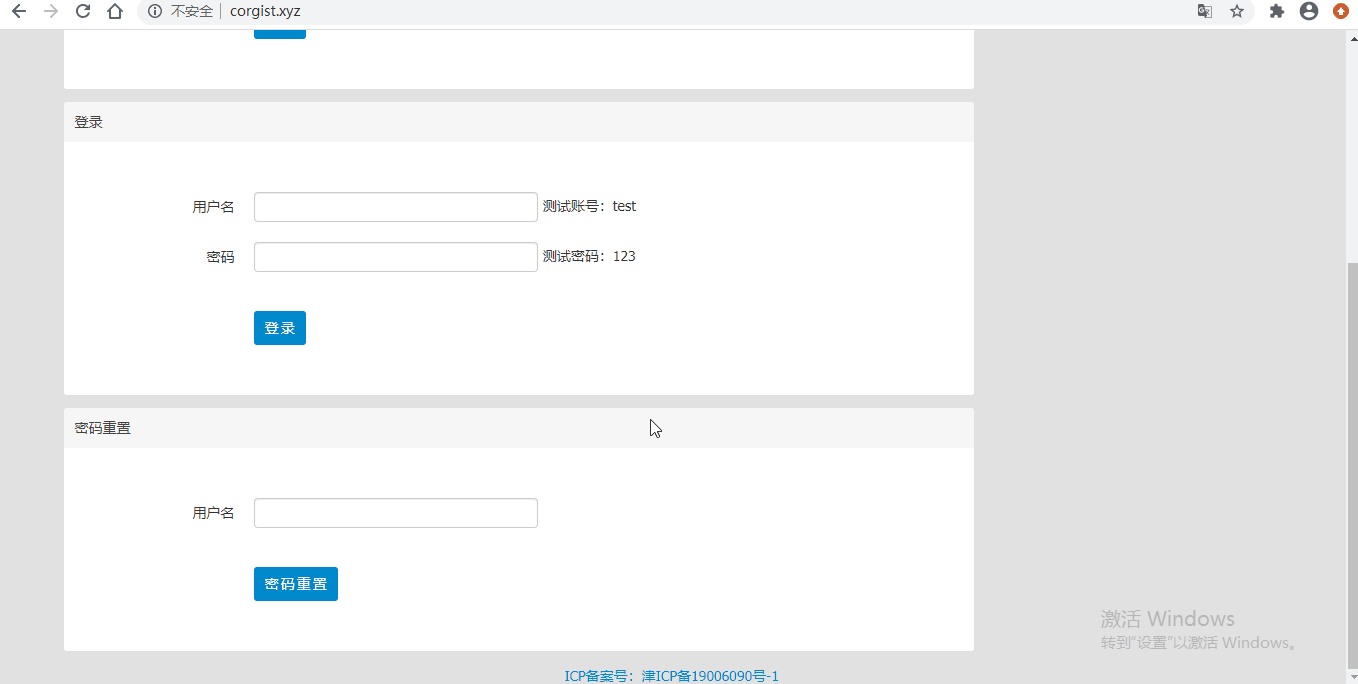 不安全 corgist.xyz
登录
用户名 测试账号：test
密码 测试密码：123
登录
密码重置
用户名
密码重置
激活 Windows
转到"设置"以激活 Windows。
ICP备案号：津ICP备19006090号-1